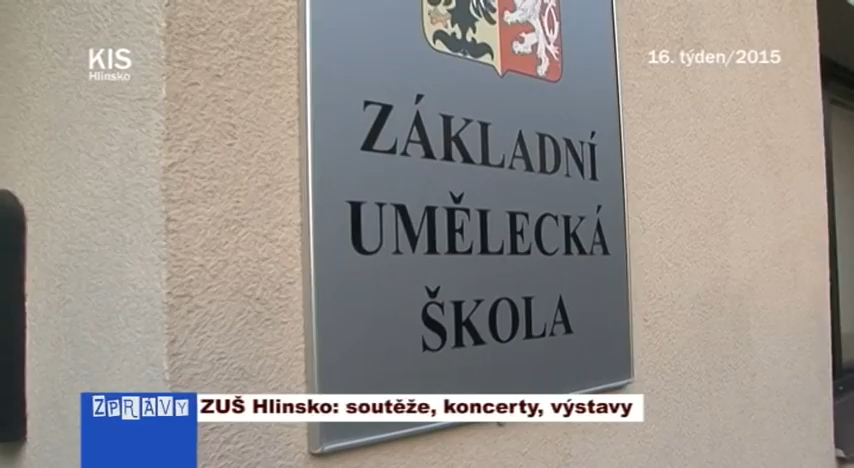 KIS
Hlinsko
16. týden/2015
ZÁKLADNÍ
UMĚLECKÁ
ŠKOLA
ZPRÁVY
ZUŠ Hlinsko: soutěže, koncerty, výstavy